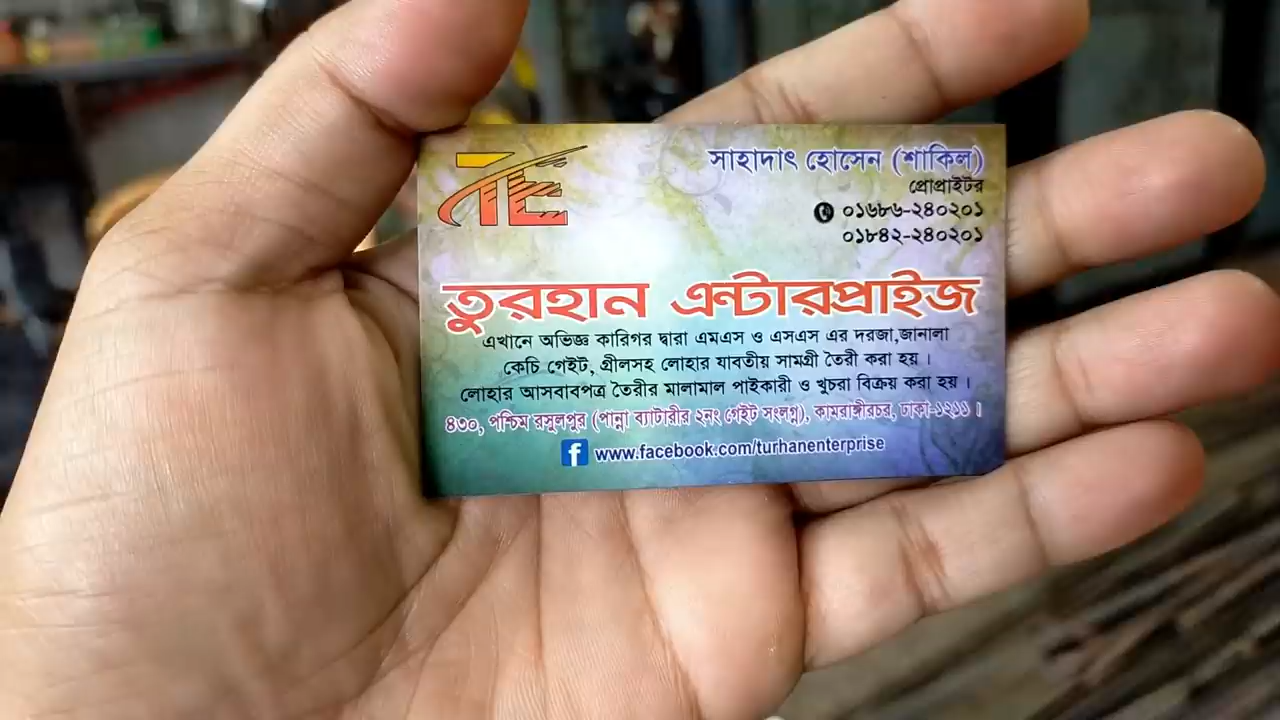 TE
সাহাদাৎ হোসেন (শাকিল)
প্রোপ্রাইটর
০১৬৮৬-২৪০২০১
০১৮৪২-২৪০২০১
তুরহান এন্টারপ্রাইজ
এখানে অভিজ্ঞ কারিগর দ্বারা এমএস ও এসএস এর দরজা,জানালা
কেচি গেইট, গ্রীলসহ লোহার যাবতীয় সামগ্রী তৈরী করা হয় ।
লোহার আসবাবপত্র তৈরীর মালামাল পাইকারী ও খুচরা বিক্রয় করা হয় ।
৪৩০, পশ্চিম রসুলপুর (পান্না ব্যাটারীর ২নং গেইট সংলগ্ন), কামরাঙ্গীরচর, ঢাকা-১২১১ ।
f www.facebook.com/turhanenterprise